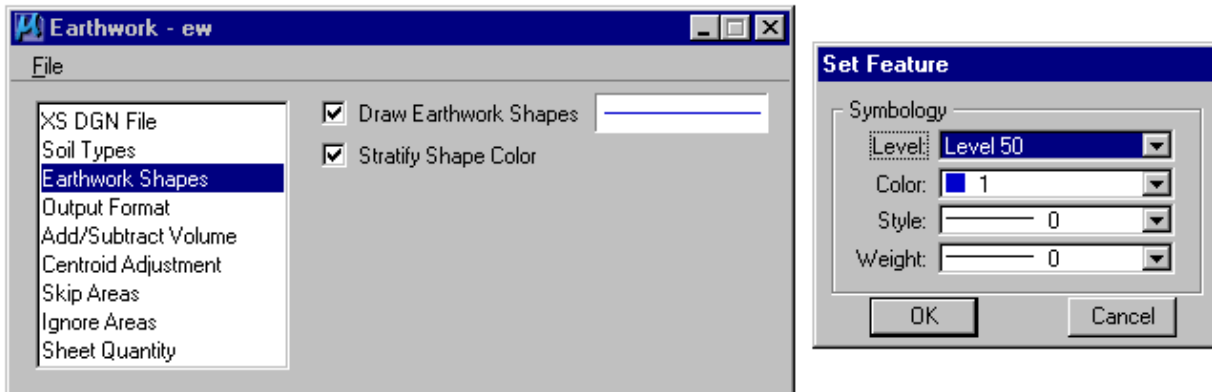 Earthwork - ew
File
XS DGN File
Soil Types
Earthwork Shapes
Output Format
Add/Subtract Volume
Centroid Adjustment
Skip Areas
Ignore Areas
Sheet Quantity
Draw Earthwork Shapes
Stratify Shape Color
Set Feature
Symbology
Level: Level 50
Color: 1
Style: 0
Weight: 0
OK Cancel